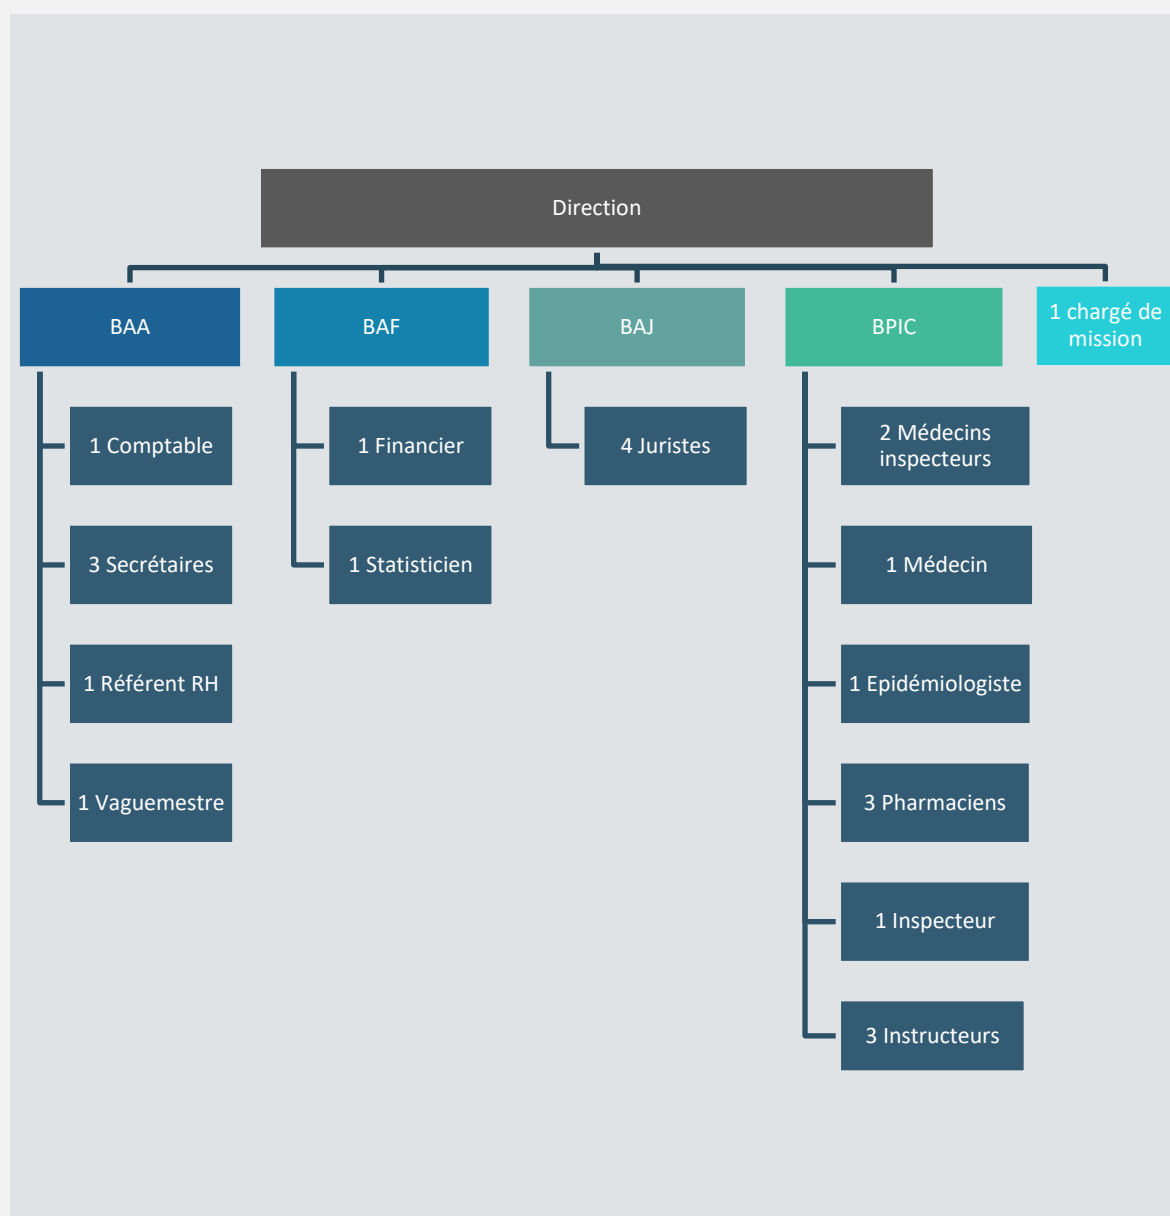 Direction
BAA
BAF
BAJ
BPIC
1 chargé de
mission
1 Comptable
3 Secrétaires
1 Référent RH
1 Vaguemestre
1 Financier
1 Statisticien
4 Juristes
2 Médecins
inspecteurs
1 Médecin
1 Epidémiologiste
3 Pharmaciens
1 Inspecteur
3 Instructeurs